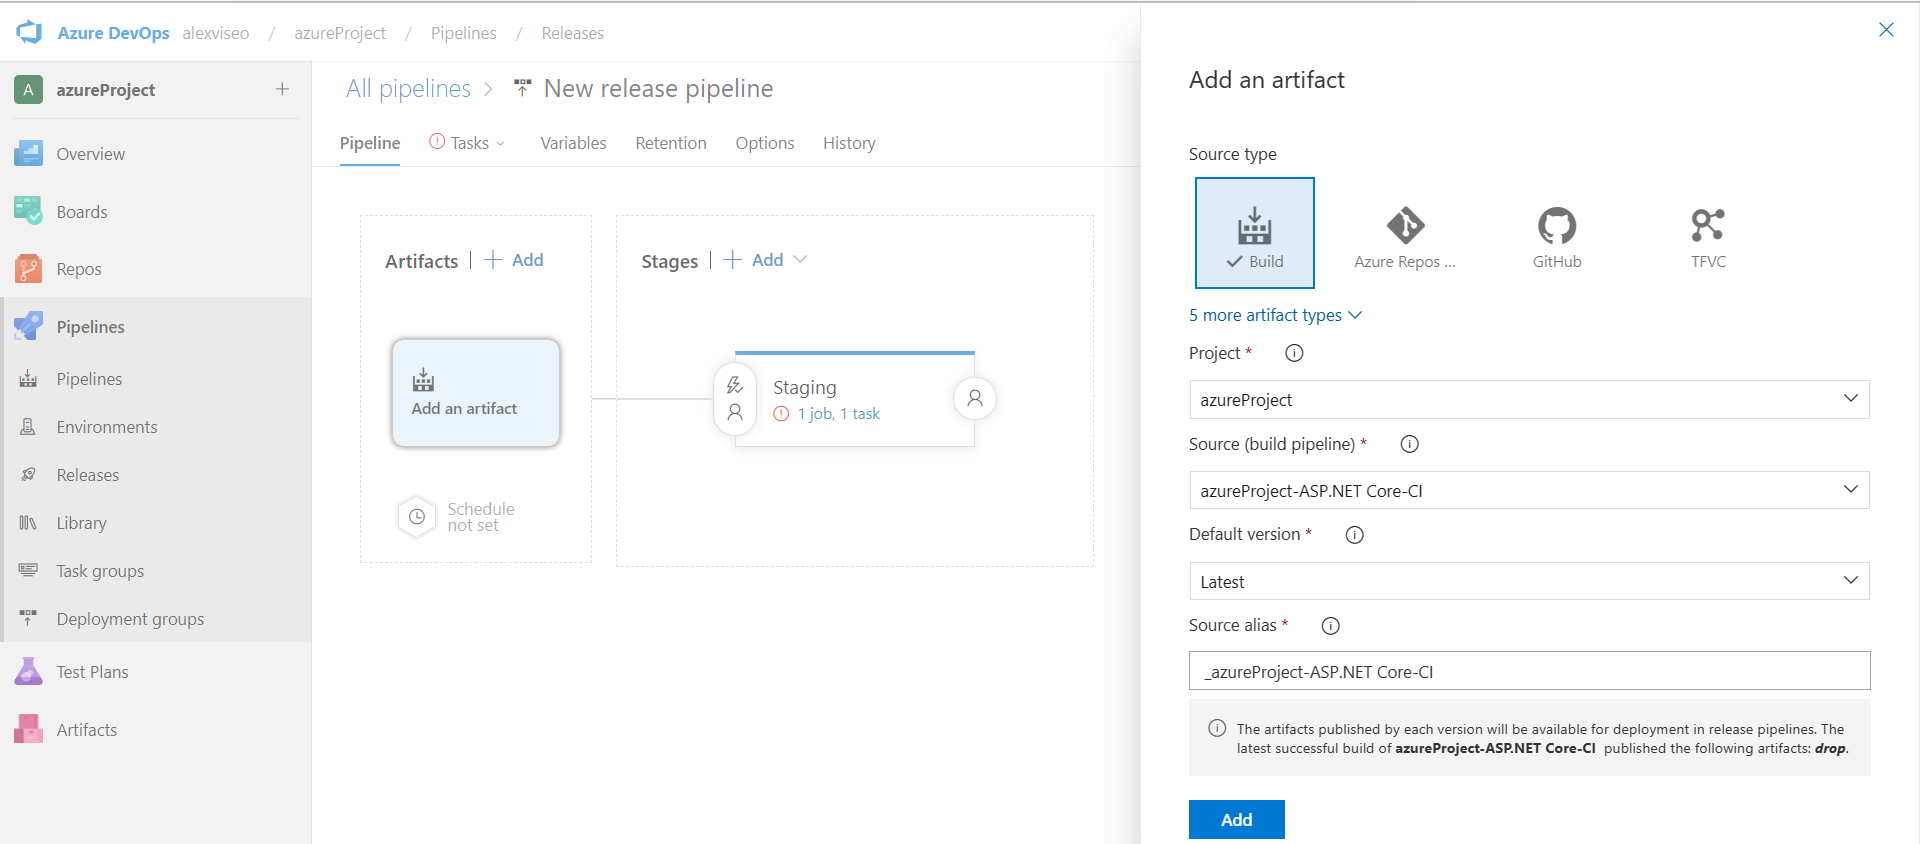 Azure DevOps alexviseo / azureProject / Pipelines / Releases
A azureProject +
Overview
Boards
Repos
Pipelines
Pipelines
Environments
Releases
Library
Task groups
Deployment groups
Test Plans
Artifacts
All pipelines > New release pipeline
Pipeline Tasks Variables Retention Options History
Artifacts | + Add
Add an artifact
Schedule
not set
Stages | + Add
Staging
1 job, 1 task
Add an artifact
Source type
Build
Azure Repos ...
GitHub
TFVC
5 more artifact types
Project *
azureProject
Source (build pipeline) *
azureProject-ASP.NET Core-CI
Default version *
Latest
Source alias *
_azureProject-ASP.NET Core-CI
The artifacts published by each version will be available for deployment in release pipelines. The
latest successful build of azureProject-ASP.NET Core-CI published the following artifacts: drop.
Add